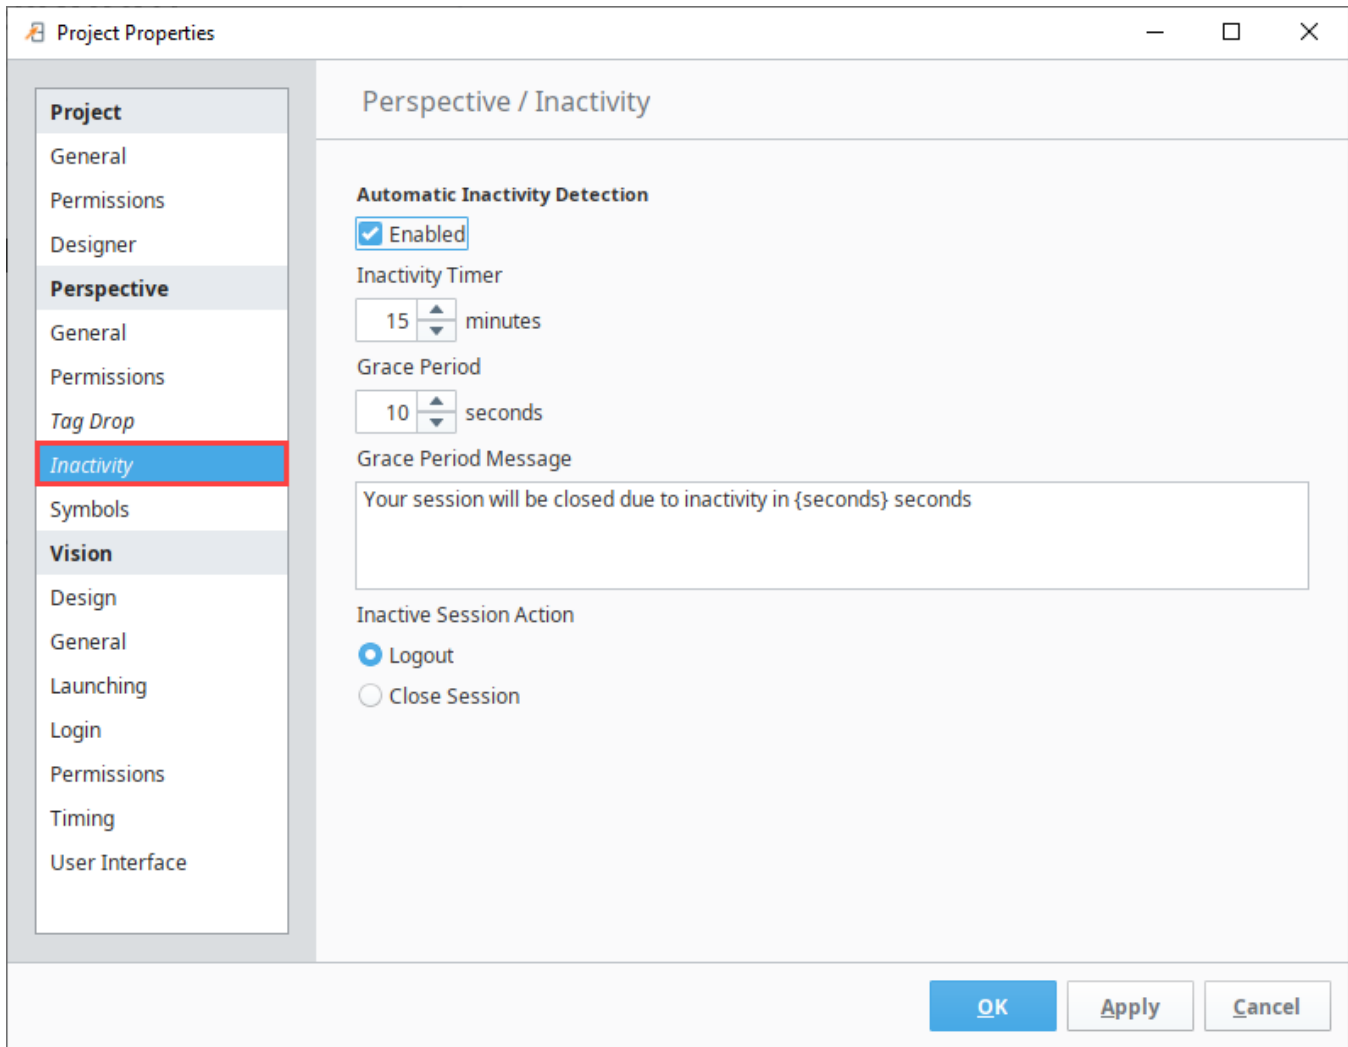 Project Properties
Project
General
Permissions
Designer
Perspective
General
Permissions
Tag Drop
Inactivity
Symbols
Vision
Design
General
Launching
Login
Permissions
Timing
User Interface
Perspective / Inactivity
Automatic Inactivity Detection
Enabled
Inactivity Timer
15 minutes
Grace Period
10 seconds
Grace Period Message
Your session will be closed due to inactivity in {seconds} seconds
Inactive Session Action
Logout
Close Session
OK Apply Cancel